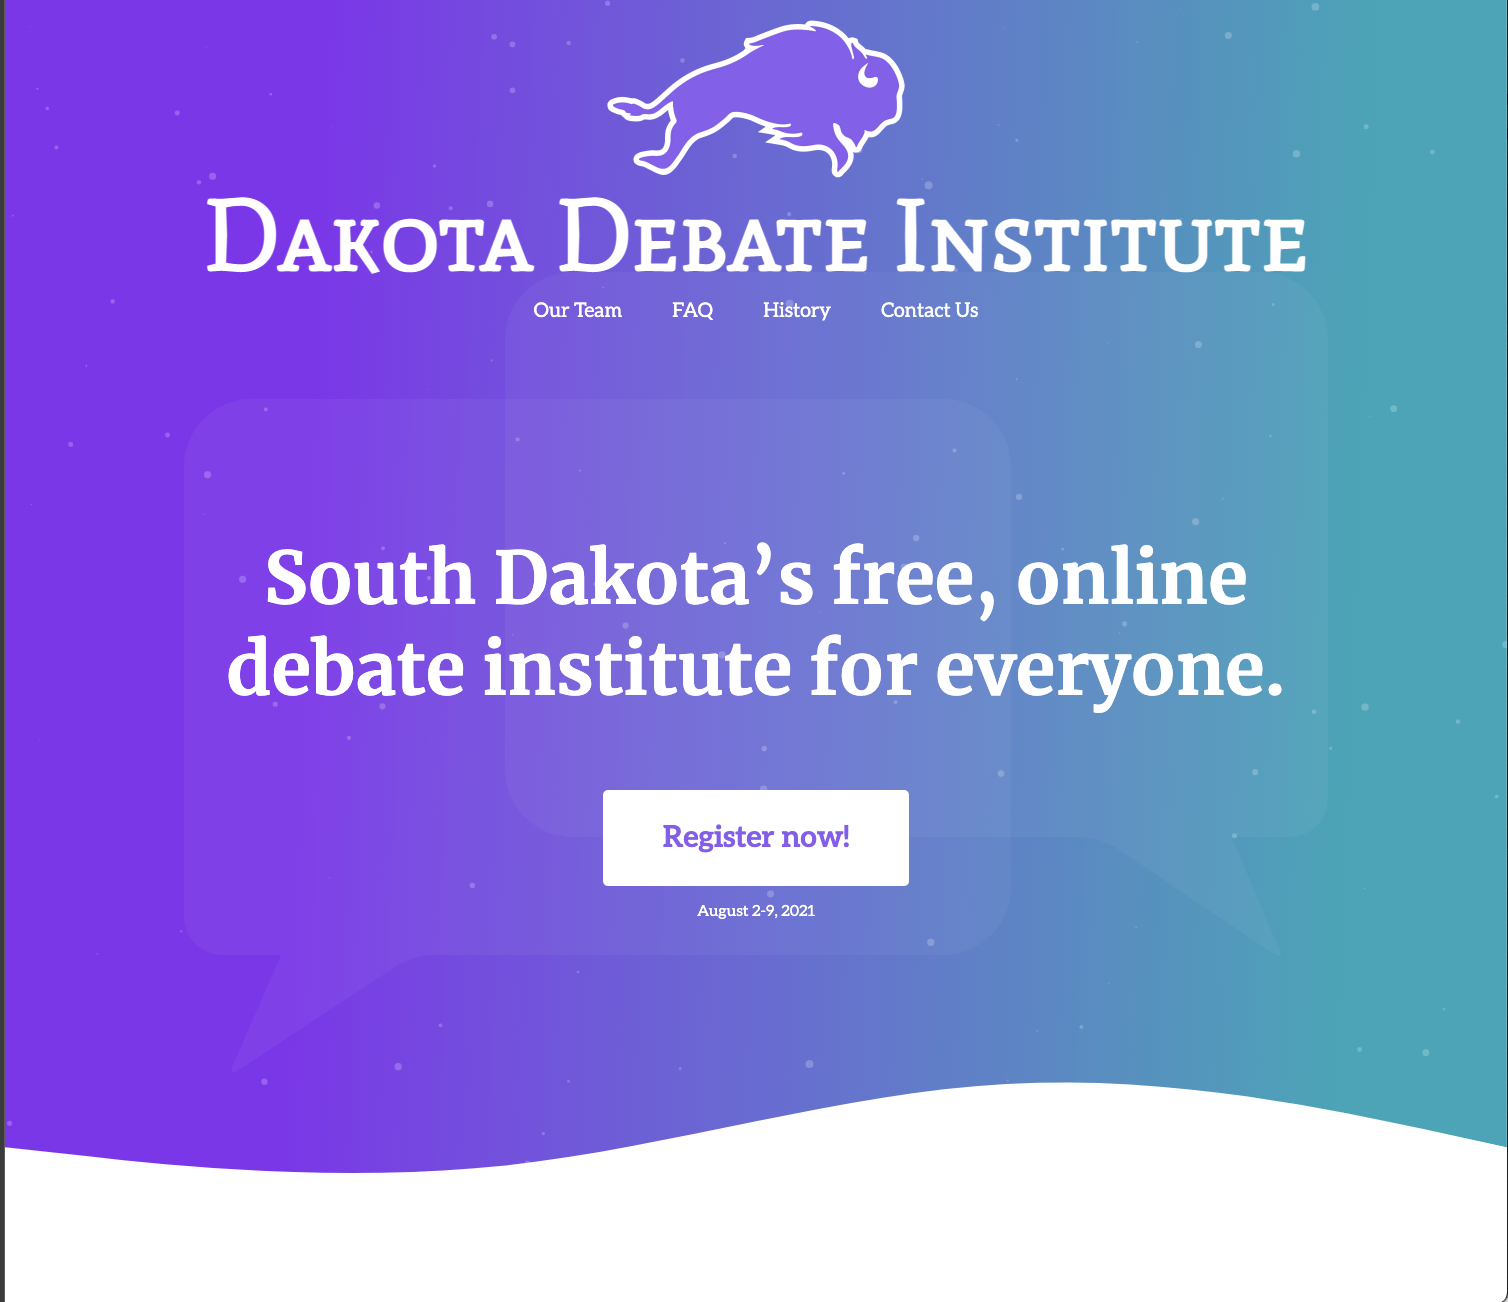 Dakota Debate Institute
Our Team FAQ History Contact Us
South Dakota’s free, online
debate institute for everyone.
Register now!
August 2-9, 2021